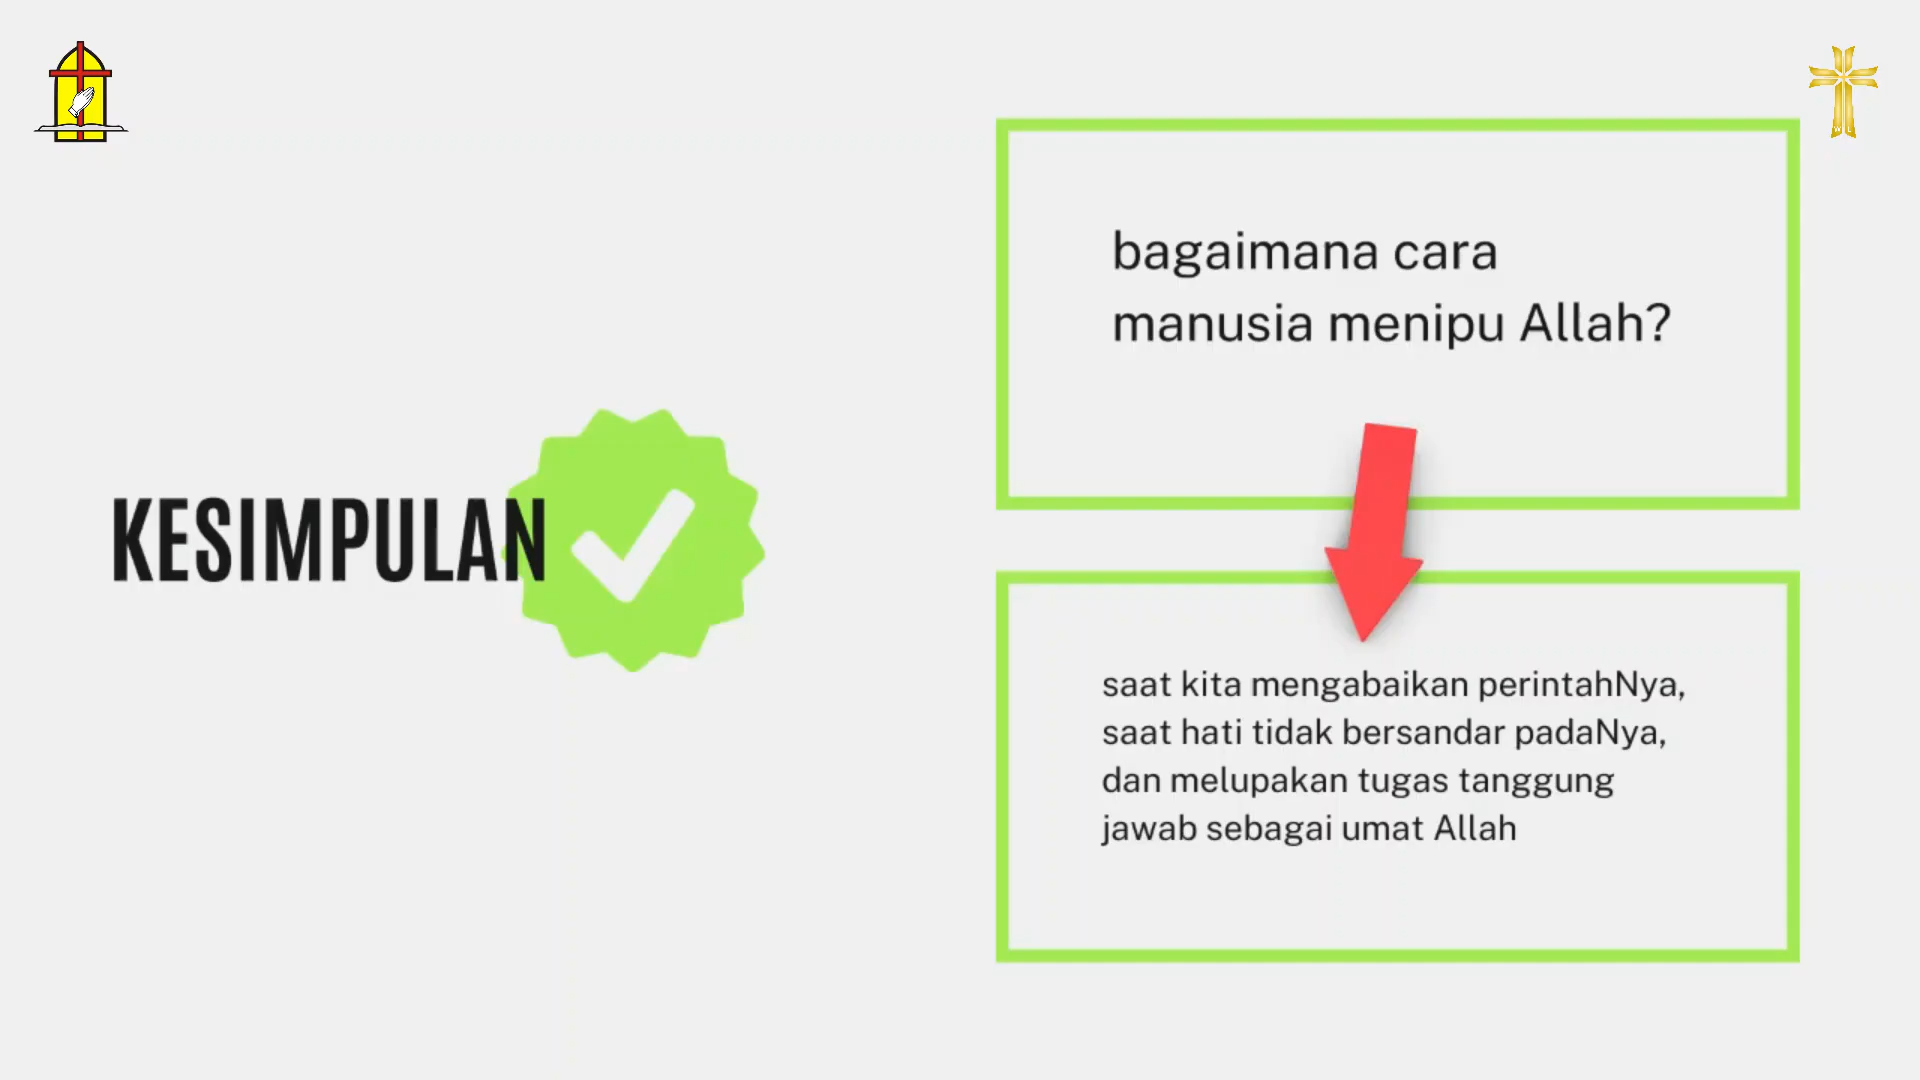 KESIMPULAN
bagaimana cara
manusia menipu Allah?
saat kita mengabaikan perintahNya,
saat hati tidak bersandar padaNya,
dan melupakan tugas tanggung
jawab sebagai umat Allah